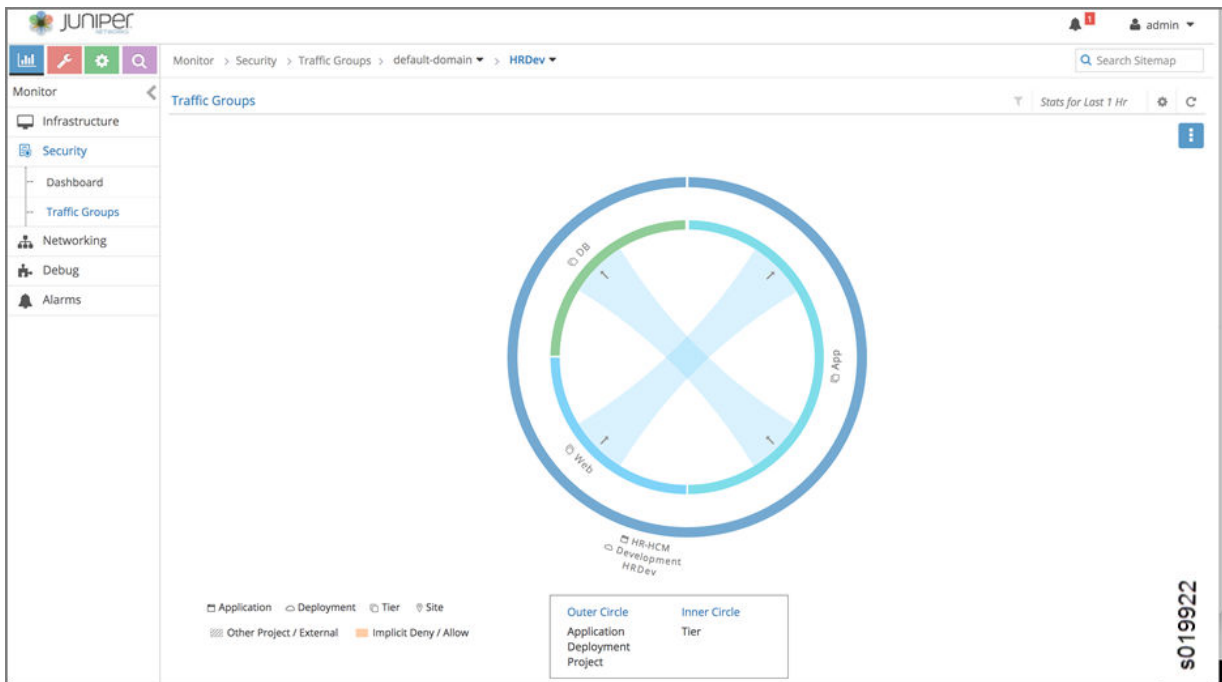 JUNIPER
NETWORKS
1
admin
Monitor > Security > Traffic Groups > default-domain > HRDev
Search Sitemap
Monitor
Traffic Groups
Stats for Last 1 Hr
Infrastructure
Security
Dashboard
Traffic Groups
Networking
Debug
Alarms
DB
App
Web
HR-HCM
Development
HRDev
Application Deployment Tier Site
Other Project / External Implicit Deny / Allow
Outer Circle Inner Circle
Application Tier
Deployment
Project
s019922